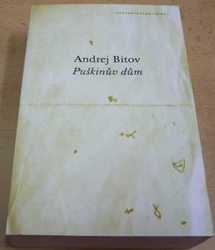 Andrej Bitov
Puškinův dům